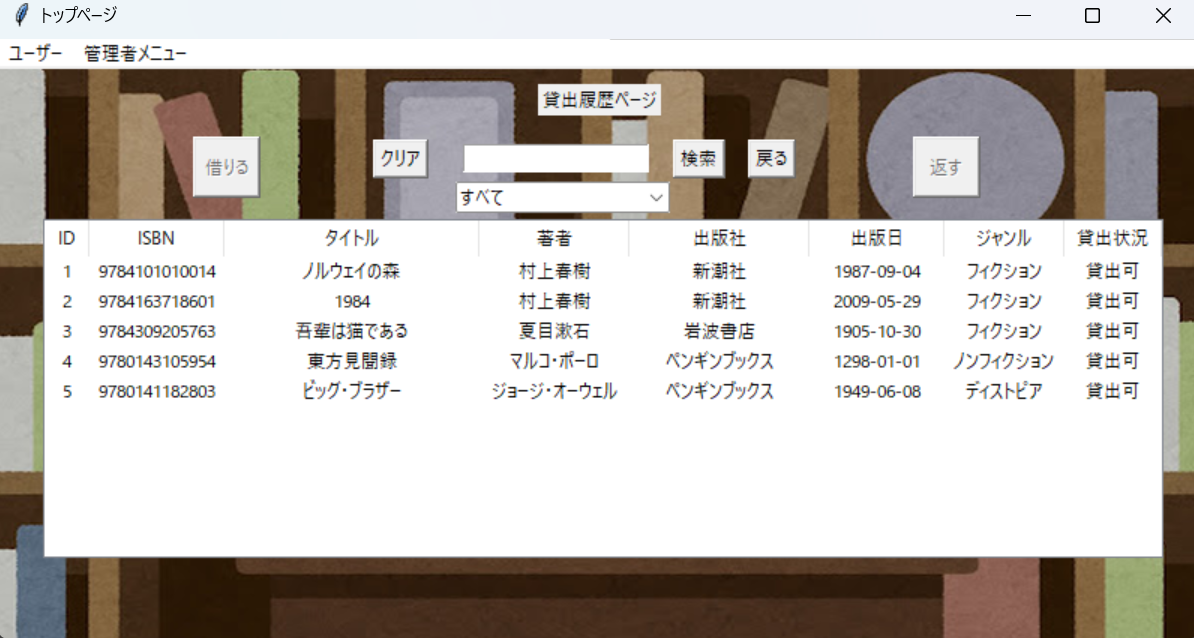 トップページ
ユーザー 管理者メニュー
貸出履歴ページ
借りる クリア 検索 戻る 返す
すべて
ID ISBN タイトル 著者 出版社 出版日 ジャンル 貸出状況
1 9784101010014 ノルウェイの森 村上春樹 新潮社 1987-09-04 フィクション 貸出可
2 9784163718601 1984 村上春樹 新潮社 2009-05-29 フィクション 貸出可
3 9784309205763 吾輩は猫である 夏目漱石 岩波書店 1905-10-30 フィクション 貸出可
4 9780143105954 東方見聞録 マルコ・ポーロ ペンギンブックス 1298-01-01 ノンフィクション 貸出可
5 9780141182803 ビッグ・ブラザー ジョージ・オーウェル ペンギンブックス 1949-06-08 ディストピア 貸出可